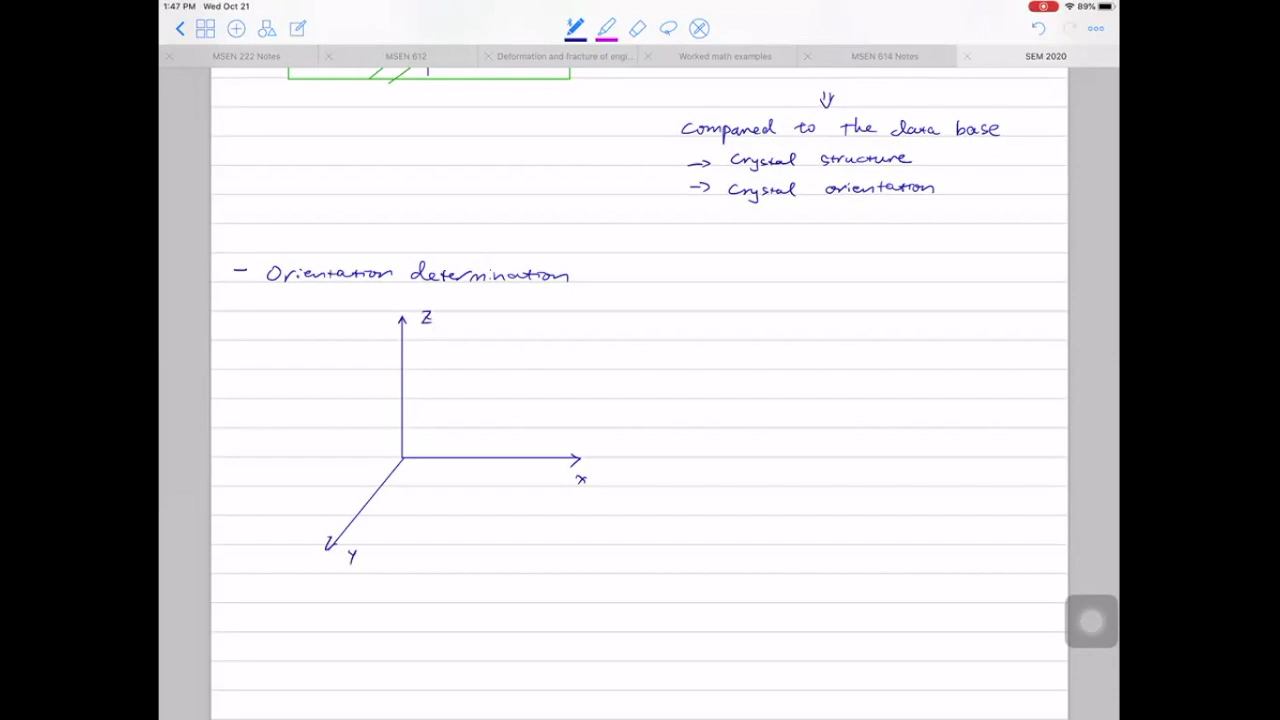 1:47 PM Wed Oct 21
89%
MSEN 222 Notes
MSEN 612
Deformation and fracture of engi...
Worked math examples
MSEN 614 Notes
SEM 2020
Compared to the data base
→ Crystal structure
→ Crystal orientation
- Orientation determination
Z
x
Y